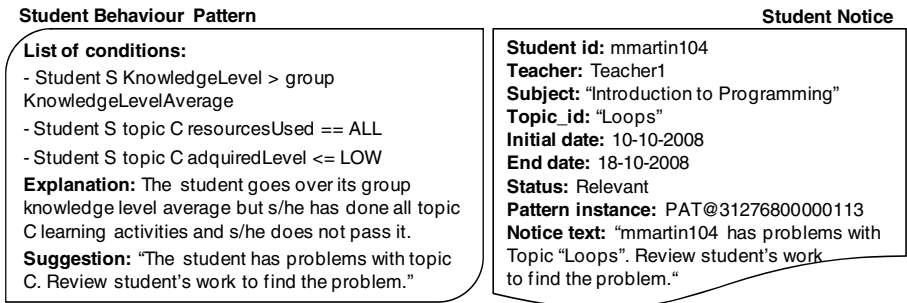 Student Behaviour Pattern
List of conditions:
- Student S KnowledgeLevel > group
KnowledgeLevelAverage
- Student S topic C resourcesUsed == ALL
- Student S topic C adquiredLevel <= LOW
Explanation: The student goes over its group
knowledge level average but s/he has done all topic
C learning activities and s/he does not pass it.
Suggestion: “The student has problems with topic
C. Review student’s work to find the problem.”
Student Notice
Student id: mmartin104
Teacher: Teacher1
Subject: “Introduction to Programming”
Topic_id: “Loops”
Initial date: 10-10-2008
End date: 18-10-2008
Status: Relevant
Pattern instance: PAT@31276800000113
Notice text: “mmartin104 has problems with
Topic “Loops”. Review student’s work
to find the problem.“